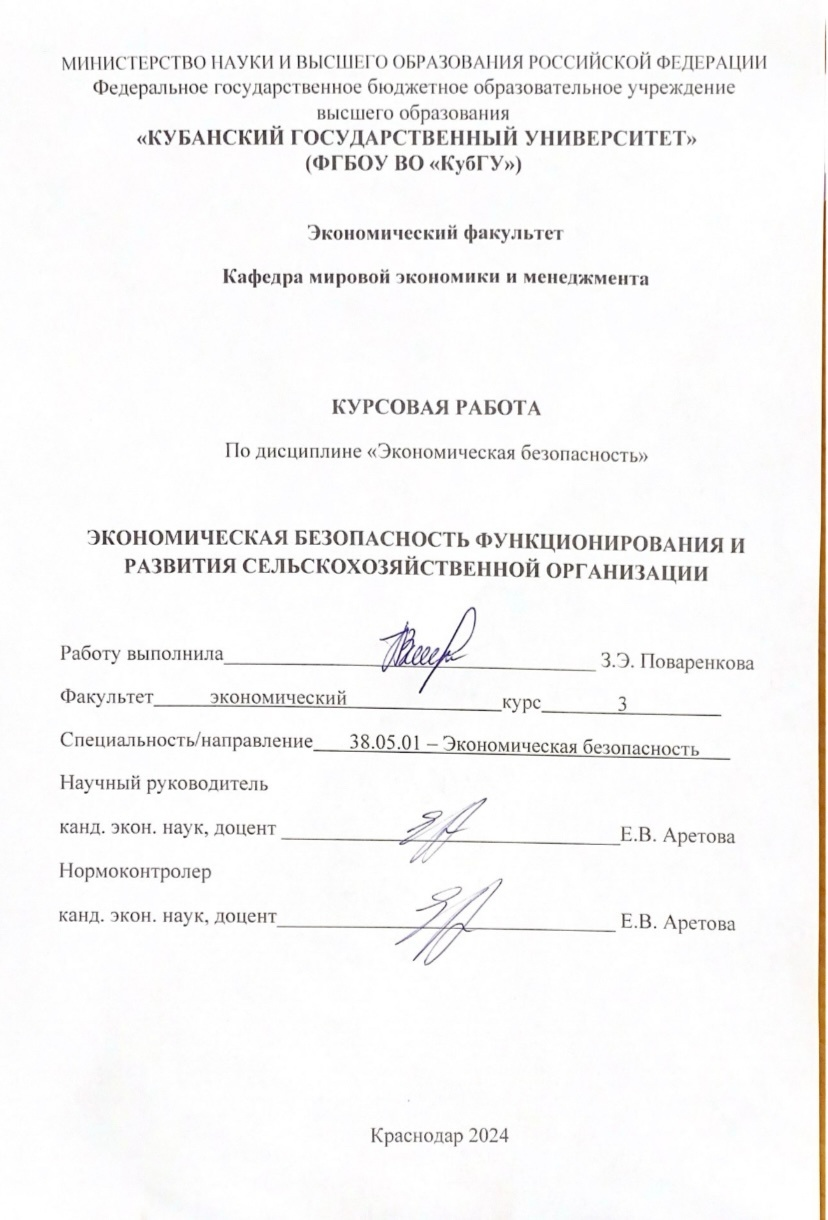 МИНИСТЕРСТВО НАУКИ И ВЫСШЕГО ОБРАЗОВАНИЯ РОССИЙСКОЙ ФЕДЕРАЦИИ
Федеральное государственное бюджетное образовательное учреждение
высшего образования
«КУБАНСКИЙ ГОСУДАРСТВЕННЫЙ УНИВЕРСИТЕТ»
(ФГБОУ ВО «КубГУ»)
Экономический факультет
Кафедра мировой экономики и менеджмента
КУРСОВАЯ РАБОТА
По дисциплине «Экономическая безопасность»
ЭКОНОМИЧЕСКАЯ БЕЗОПАСНОСТЬ ФУНКЦИОНИРОВАНИЯ И
РАЗВИТИЯ СЕЛЬСКОХОЗЯЙСТВЕННОЙ ОРГАНИЗАЦИИ
Работу выполнила З.Э. Поваренкова
Факультет экономический курс 3
Специальность/направление 38.05.01 – Экономическая безопасность
Научный руководитель
канд. экон. наук, доцент Е.В. Аретова
Нормоконтролер
канд. экон. наук, доцент Е.В. Аретова
Краснодар 2024